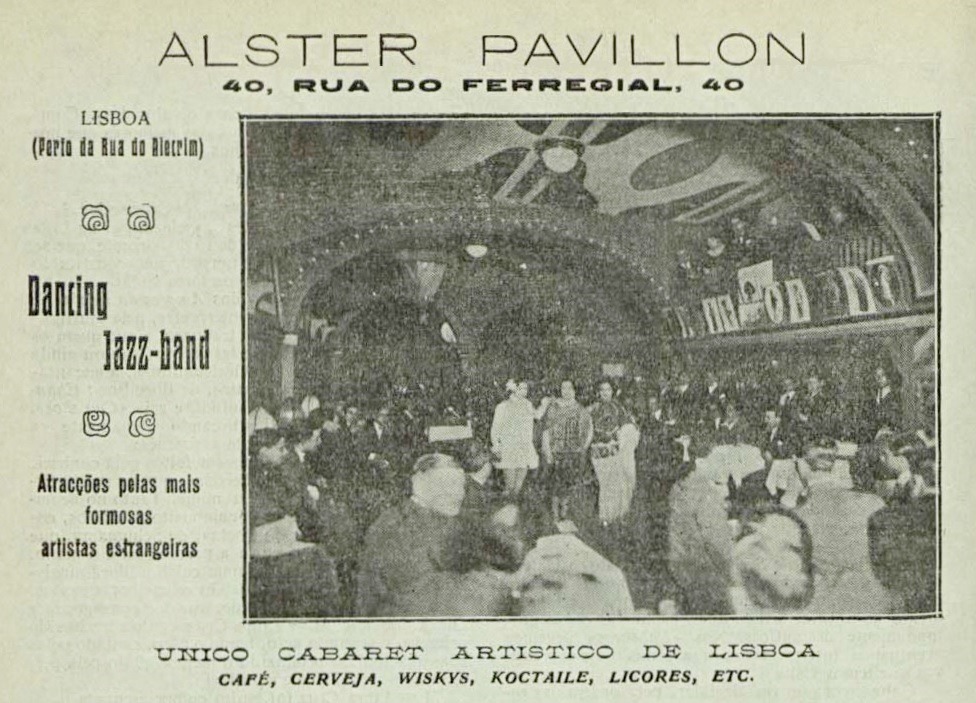 ALSTER PAVILLON
40, RUA DO FERREGIAL, 40
LISBOA
(Perto da Rua do Alecrim)
Dancing
Jazz-band
Atracções pelas mais
formosas
artistas estrangeiras
UNICO CABARET ARTISTICO DE LISBOA
CAFÉ, CERVEJA, WISKYS, KOCTAILE, LICORES, ETC.